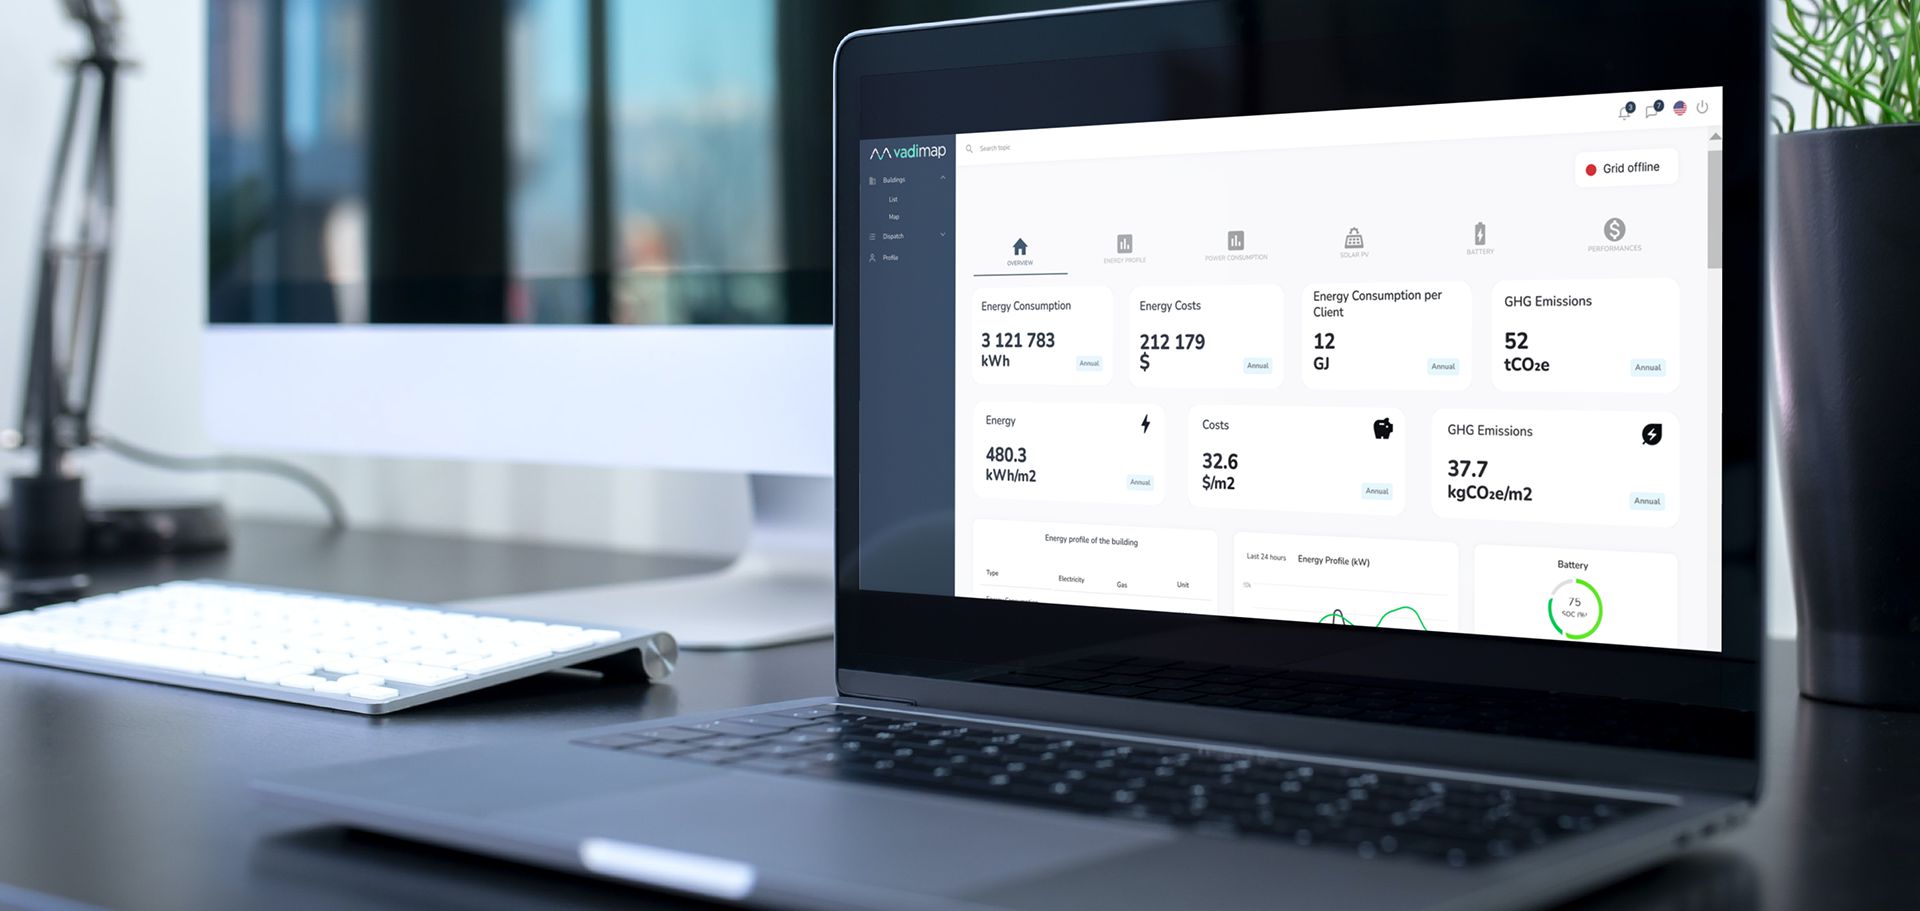 vadimap
Search topic
3
7
Grid offline
Buildings
List
Map
Dispatch
Profile
OVERVIEW
ENERGY PROFILE
POWER CONSUMPTION
SOLAR PV
BATTERY
PERFORMANCES
Energy Consumption
3 121 783
kWh
Annual
Energy Costs
212 179
$
Annual
Energy Consumption per
Client
12
GJ
Annual
GHG Emissions
52
tCO₂e
Annual
Energy
480.3
kWh/m2
Annual
Costs
32.6
$/m2
Annual
GHG Emissions
37.7
kgCO₂e/m2
Annual
Energy profile of the building
Type
Electricity
Gas
Unit
Last 24 hours
Energy Profile (kW)
10k
Battery
75
SOC (%)